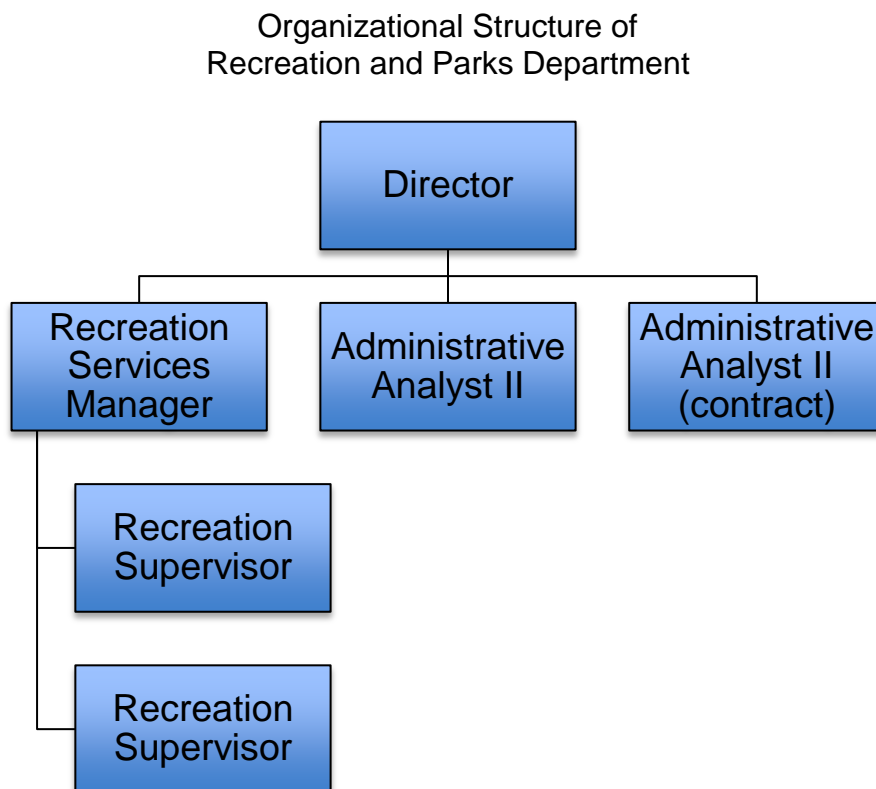 Organizational Structure of
Recreation and Parks Department
Director
Recreation
Services
Manager
Administrative
Analyst II
Administrative
Analyst II
(contract)
Recreation
Supervisor
Recreation
Supervisor